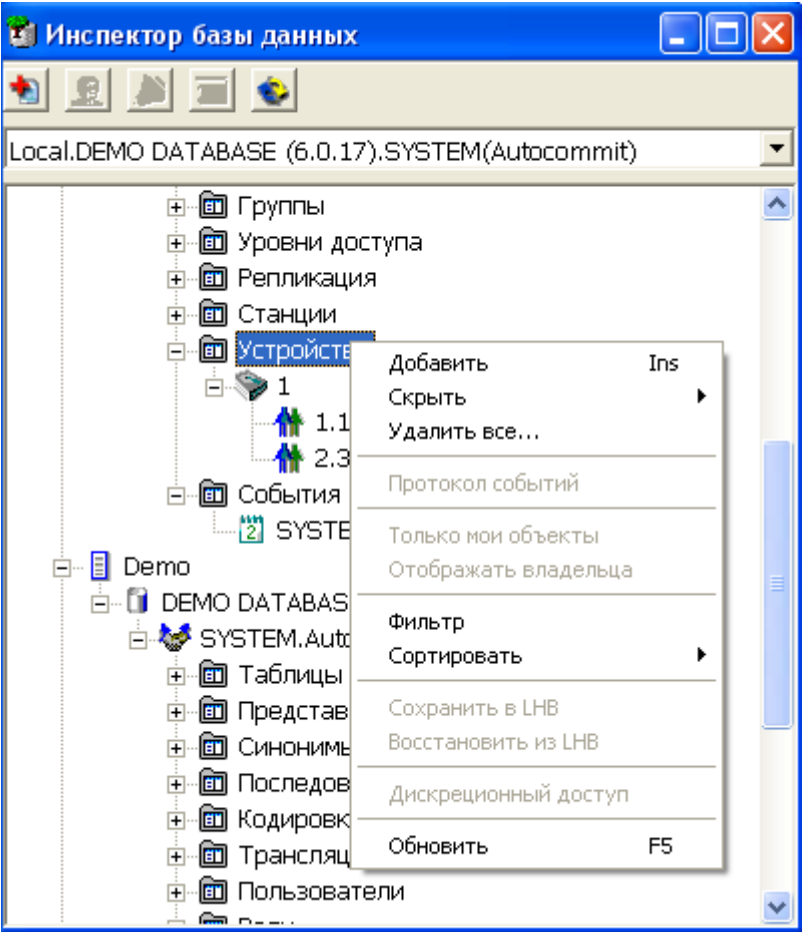 Инспектор базы данных
Local.DEMO DATABASE (6.0.17).SYSTEM(Autocommit)
Группы
Уровни доступа
Репликация
Станции
Устройств
1
1.1
2.3
События
2 SYSTE
Demo
DEMO DATABAS
SYSTEM.Auto
Таблицы
Представ
Синонимы
Последов
Кодировк
Трансляц
Пользователи
Добавить Ins
Скрыть
Удалить все...
Протокол событий
Только мои объекты
Отображать владельца
Фильтр
Сортировать
Сохранить в LHB
Восстановить из LHB
Дискреционный доступ
Обновить F5